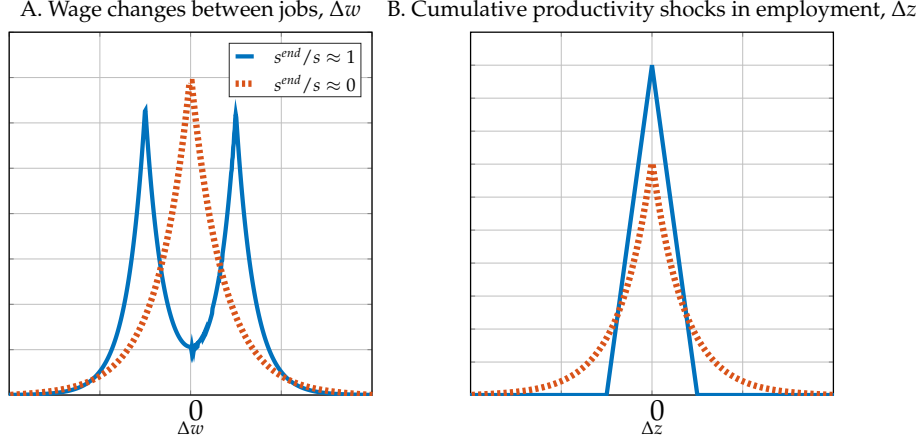 A. Wage changes between jobs, Δw
B. Cumulative productivity shocks in employment, Δz
s^{end}/s ≈ 1
s^{end}/s ≈ 0
0
Δw
0
Δz